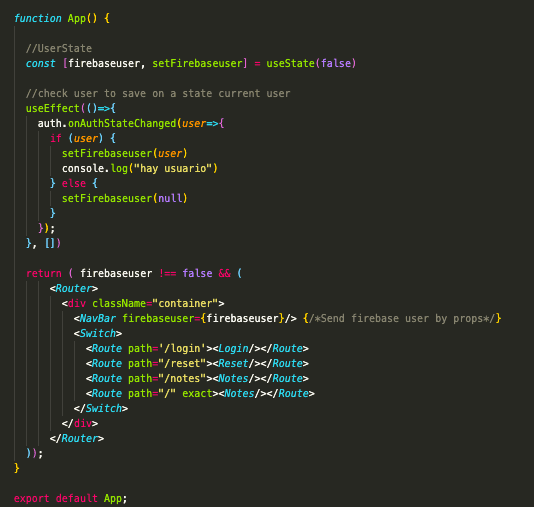 function App() {
//UserState
const [firebaseuser, setFirebaseuser] = useState(false)
//check user to save on a state current user
useEffect(()=>{
auth.onAuthStateChanged(user=>{
if (user) {
setFirebaseuser(user)
console.log("hay usuario")
} else {
setFirebaseuser(null)
}
});
}, [])
return ( firebaseuser !== false && (
<Router>
<div className="container">
<NavBar firebaseuser={firebaseuser}/> {/*Send firebase user by props*/}
<Switch>
<Route path='/login'><Login/></Route>
<Route path="/reset"><Reset/></Route>
<Route path="/notes"><Notes/></Route>
<Route path="/" exact><Notes/></Route>
</Switch>
</div>
</Router>
));
}
export default App;